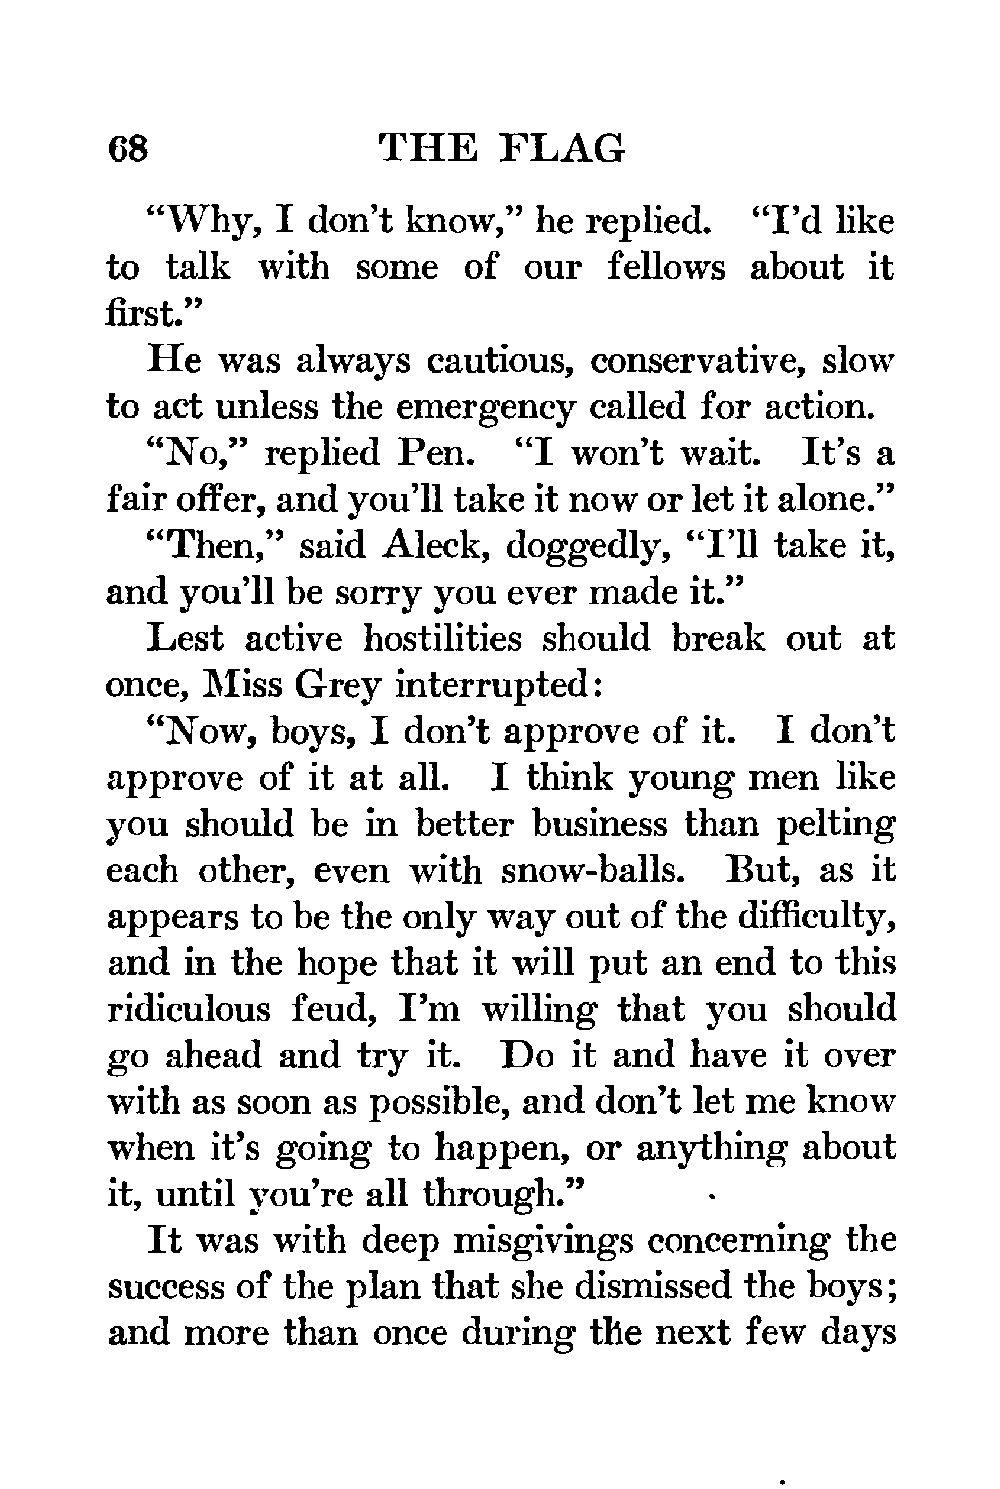 68 THE FLAG
“Why, I don’t know,” he replied. “I’d like
to talk with some of our fellows about it
first.”
He was always cautious, conservative, slow
to act unless the emergency called for action.
“No,” replied Pen. “I won’t wait. It’s a
fair offer, and you’ll take it now or let it alone.”
“Then,” said Aleck, doggedly, “I’ll take it,
and you’ll be sorry you ever made it.”
Lest active hostilities should break out at
once, Miss Grey interrupted:
“Now, boys, I don’t approve of it. I don’t
approve of it at all. I think young men like
you should be in better business than pelting
each other, even with snow-balls. But, as it
appears to be the only way out of the difficulty,
and in the hope that it will put an end to this
ridiculous feud, I’m willing that you should
go ahead and try it. Do it and have it over
with as soon as possible, and don’t let me know
when it’s going to happen, or anything about
it, until you’re all through.”
It was with deep misgivings concerning the
success of the plan that she dismissed the boys;
and more than once during the next few days